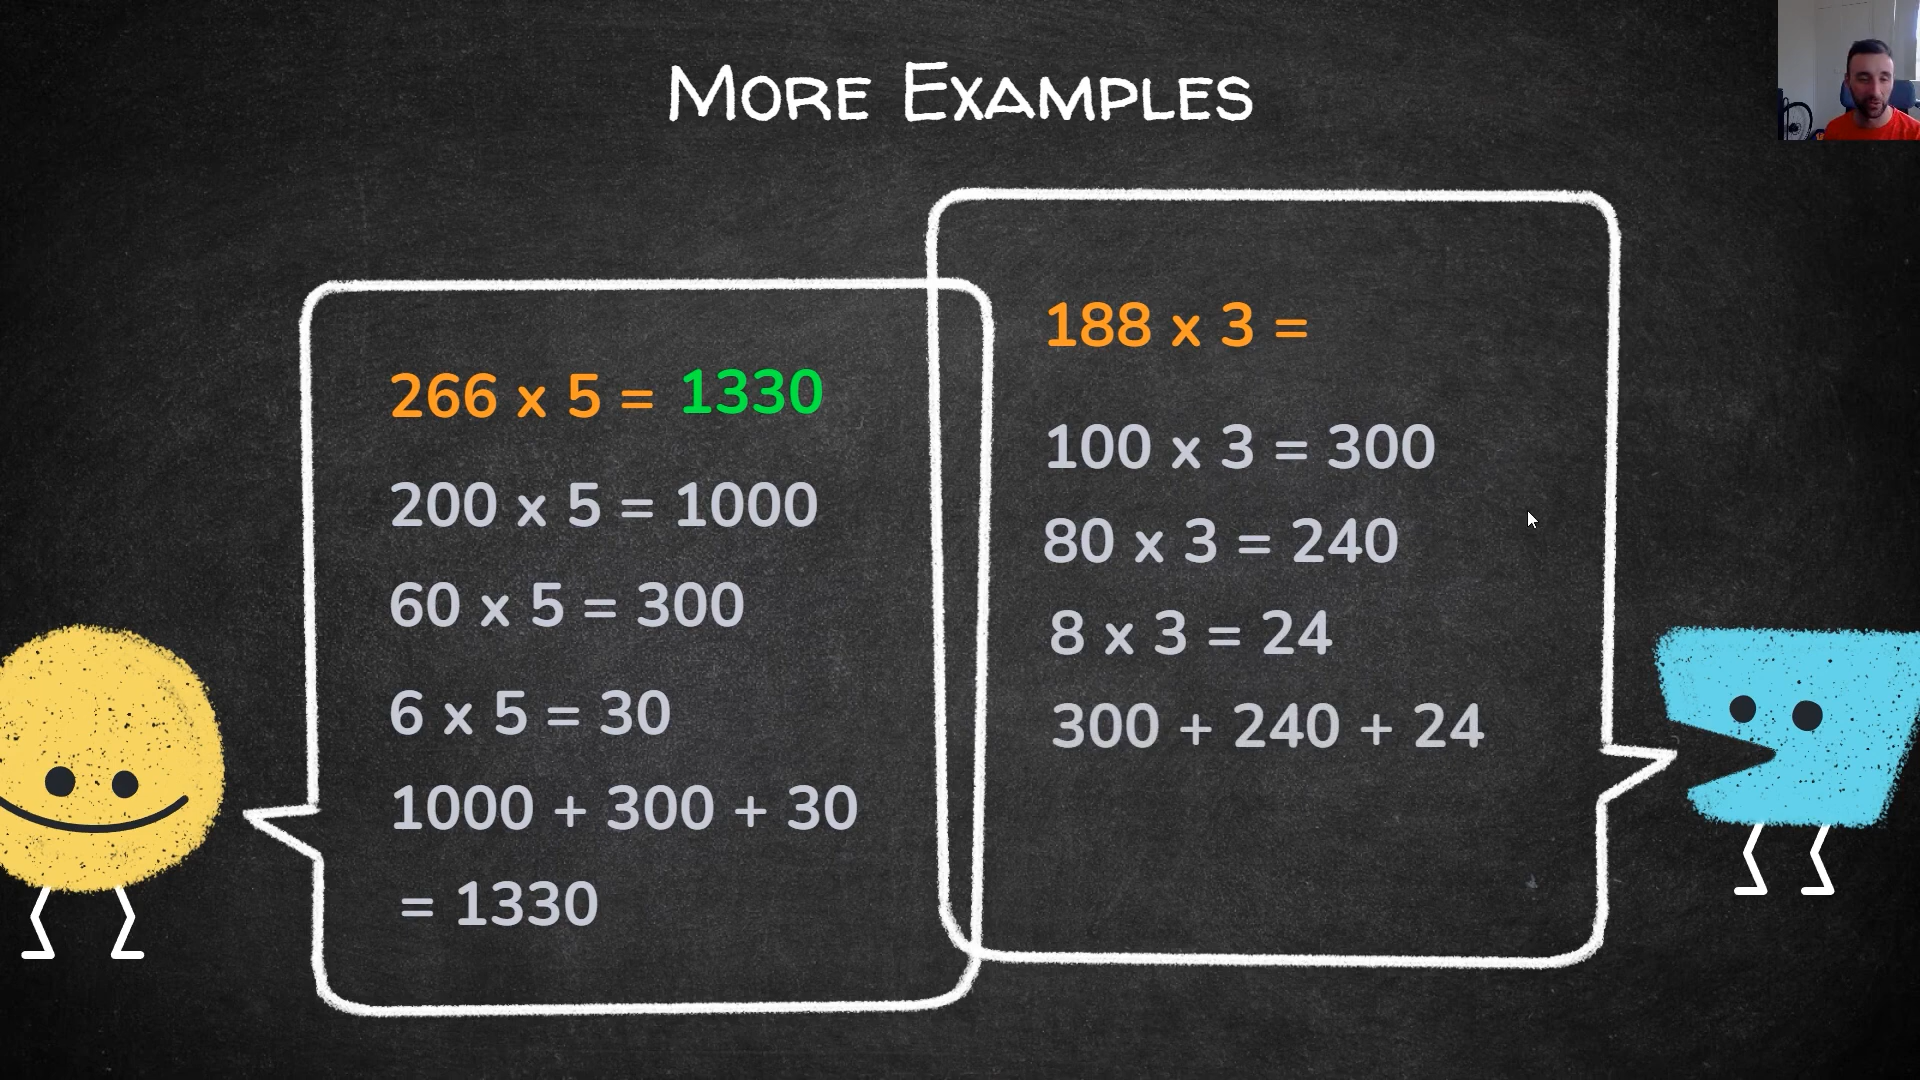 More Examples
266 x 5 = 1330
200 x 5 = 1000
60 x 5 = 300
6 x 5 = 30
1000 + 300 + 30
= 1330
188 x 3 =
100 x 3 = 300
80 x 3 = 240
8 x 3 = 24
300 + 240 + 24